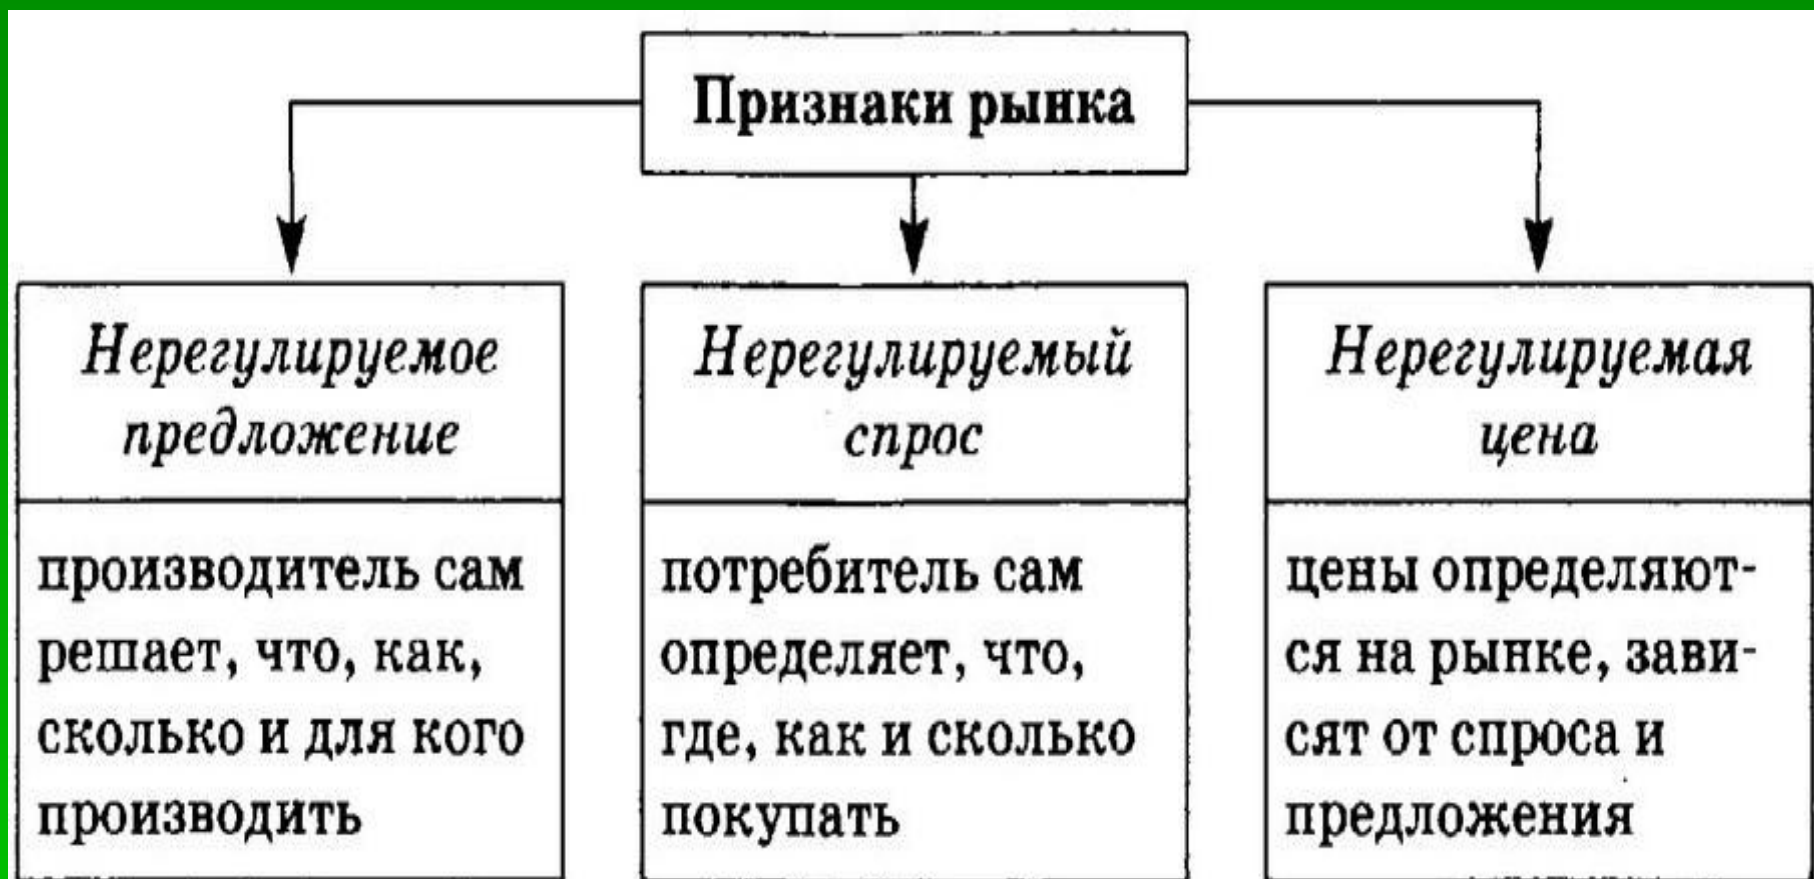 Признаки рынка
Нерегулируемое
предложение
производитель сам
решает, что, как,
сколько и для кого
производить
Нерегулируемый
спрос
потребитель сам
определяет, что,
где, как и сколько
покупать
Нерегулируемая
цена
цены определяют-
ся на рынке, зави-
сят от спроса и
предложения